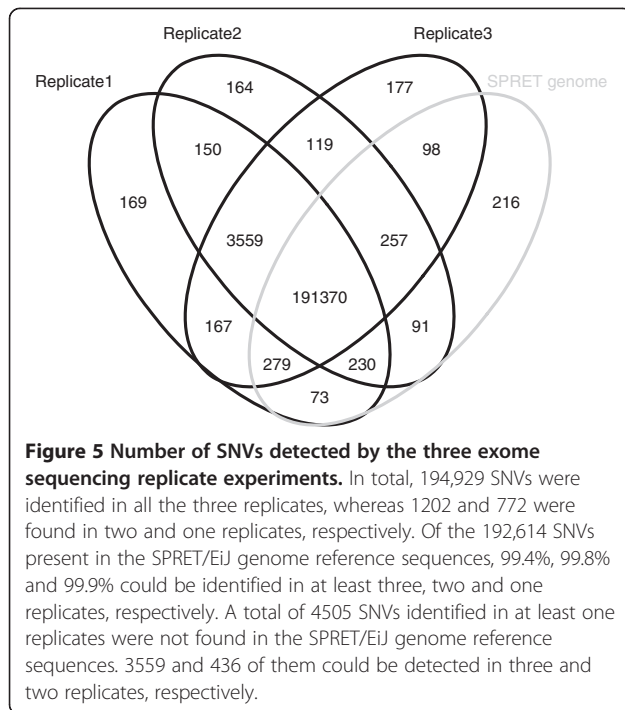 Replicate2
Replicate3
Replicate1
SPRET genome
164
177
150
119
98
169
216
3559
257
191370
167
91
279
230
73
Figure 5 Number of SNVs detected by the three exome
sequencing replicate experiments. In total, 194,929 SNVs were
identified in all the three replicates, whereas 1202 and 772 were
found in two and one replicates, respectively. Of the 192,614 SNVs
present in the SPRET/EiJ genome reference sequences, 99.4%, 99.8%
and 99.9% could be identified in at least three, two and one
replicates, respectively. A total of 4505 SNVs identified in at least one
replicates were not found in the SPRET/EiJ genome reference
sequences. 3559 and 436 of them could be detected in three and
two replicates, respectively.